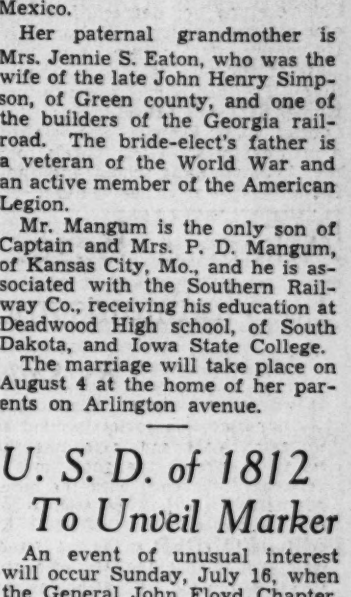 Mexico.
Her paternal grandmother is
Mrs. Jennie S. Eaton, who was the
wife of the late John Henry Simp-
son, of Green county, and one of
the builders of the Georgia rail-
road. The bride-elect's father is
a veteran of the World War and
an active member of the American
Legion.
Mr. Mangum is the only son of
Captain and Mrs. P. D. Mangum,
of Kansas City, Mo., and he is as-
sociated with the Southern Rail-
way Co., receiving his education at
Deadwood High school, of South
Dakota, and Iowa State College.
The marriage will take place on
August 4 at the home of her par-
ents on Arlington avenue.
U. S. D. of 1812
To Unveil Marker
An event of unusual interest
will occur Sunday, July 16, when
the General John Floyd Chapter,